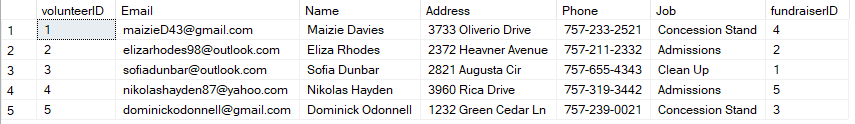 volunteerID Email Name Address Phone Job fundraiserID
1 1 maizieD43@gmail.com Maizie Davies 3733 Oliverio Drive 757-233-2521 Concession Stand 4
2 2 elizarhodes98@outlook.com Eliza Rhodes 2372 Heavner Avenue 757-211-2332 Admissions 2
3 3 sofiadunbar@outlook.com Sofia Dunbar 2821 Augusta Cir 757-655-4343 Clean Up 1
4 4 nikolashayden87@yahoo.com Nikolas Hayden 3960 Rica Drive 757-319-3442 Admissions 5
5 5 dominickodonnell@gmail.com Dominick Odonnell 1232 Green Cedar Ln 757-239-0021 Concession Stand 3